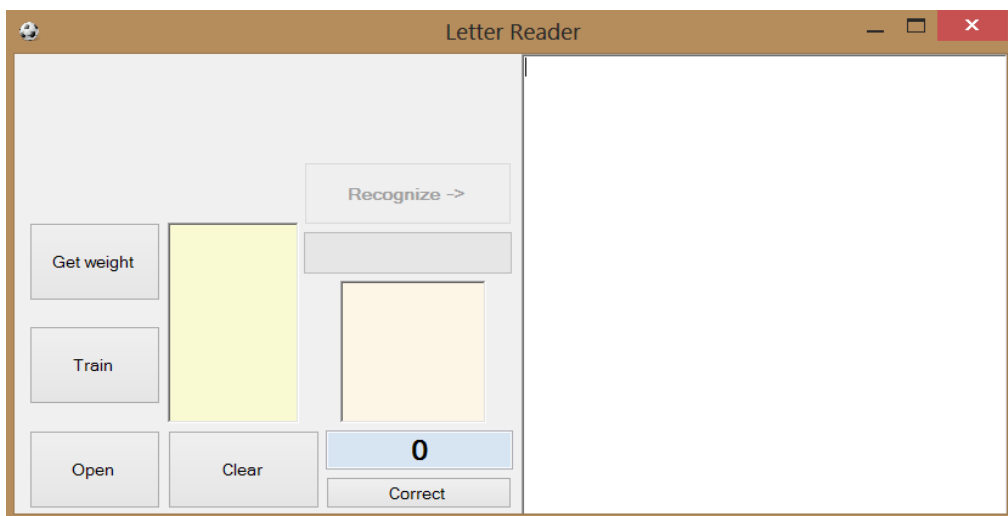 Letter Reader
Recognize ->
Get weight
Train
Open
Clear
0
Correct